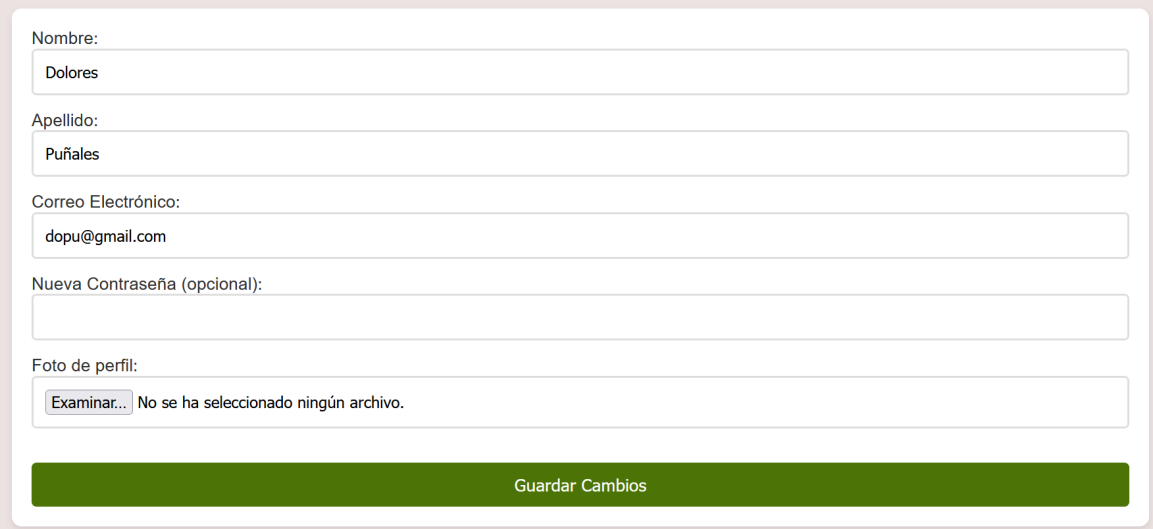 Nombre:
Dolores
Apellido:
Puñales
Correo Electrónico:
dopu@gmail.com
Nueva Contraseña (opcional):
Foto de perfil:
Examinar... No se ha seleccionado ningún archivo.
Guardar Cambios